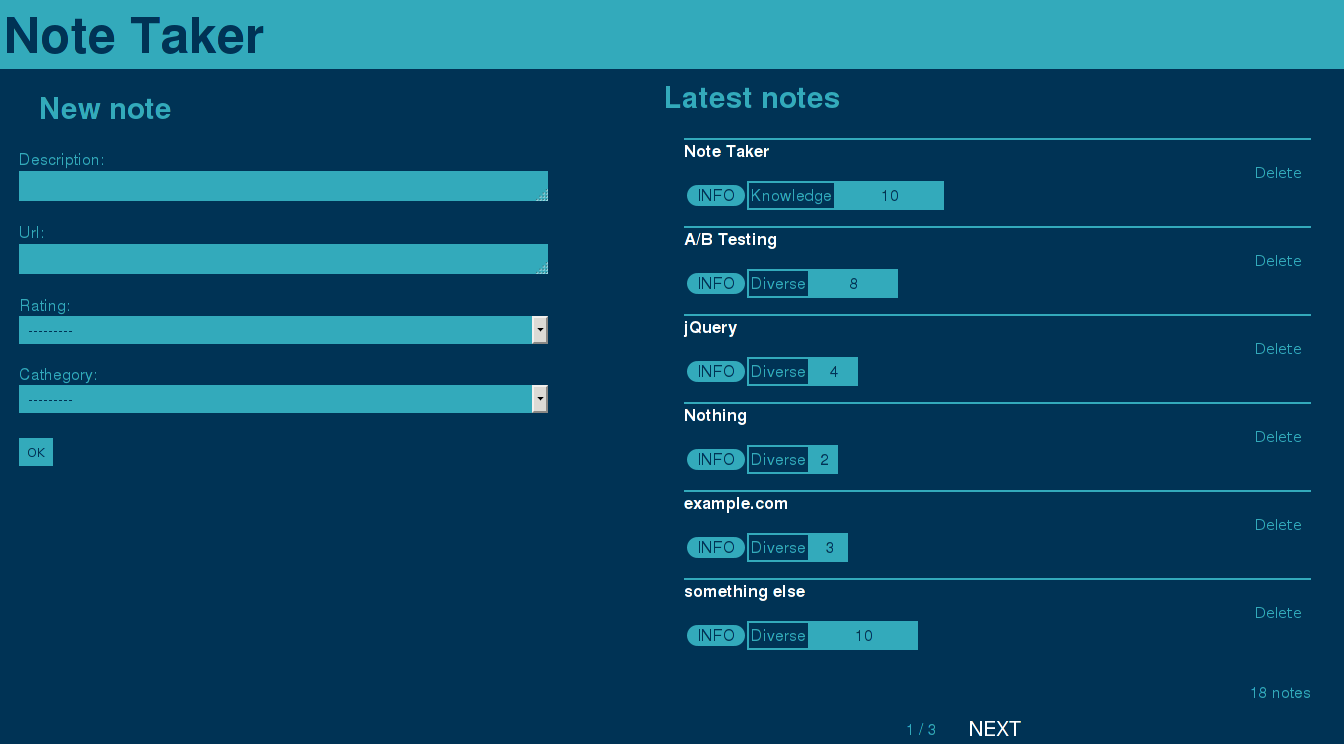 Note Taker
New note
Description:
Url:
Rating:
---------
Cathegory:
---------
OK
Latest notes
Note Taker
Delete
INFO Knowledge 10
A/B Testing
Delete
INFO Diverse 8
jQuery
Delete
INFO Diverse 4
Nothing
Delete
INFO Diverse 2
example.com
Delete
INFO Diverse 3
something else
Delete
INFO Diverse 10
18 notes
1 / 3 NEXT